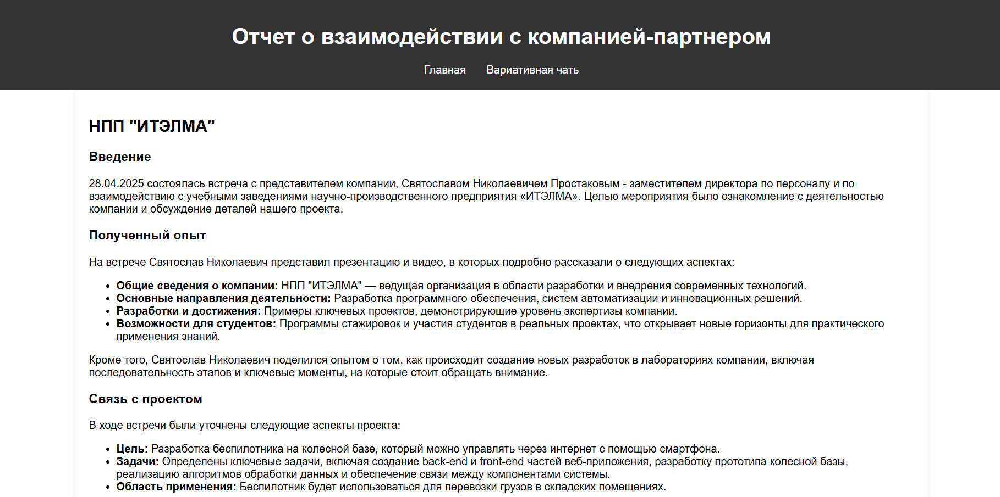 Отчет о взаимодействии с компанией-партнером
Главная Вариативная чать
НПП "ИТЭЛМА"
Введение
28.04.2025 состоялась встреча с представителем компании, Святославом Николаевичем Простаковым - заместителем директора по персоналу и по
взаимодействию с учебными заведениями научно-производственного предприятия «ИТЭЛМА». Целью мероприятия было ознакомление с деятельностью
компании и обсуждение деталей нашего проекта.
Полученный опыт
На встрече Святослав Николаевич представил презентацию и видео, в которых подробно рассказали о следующих аспектах:
• Общие сведения о компании: НПП "ИТЭЛМА" — ведущая организация в области разработки и внедрения современных технологий.
• Основные направления деятельности: Разработка программного обеспечения, систем автоматизации и инновационных решений.
• Разработки и достижения: Примеры ключевых проектов, демонстрирующие уровень экспертизы компании.
• Возможности для студентов: Программы стажировок и участия студентов в реальных проектах, что открывает новые горизонты для практического
применения знаний.
Кроме того, Святослав Николаевич поделился опытом о том, как происходит создание новых разработок в лабораториях компании, включая
последовательность этапов и ключевые моменты, на которые стоит обращать внимание.
Связь с проектом
В ходе встречи были уточнены следующие аспекты проекта:
• Цель: Разработка беспилотника на колесной базе, который можно управлять через интернет с помощью смартфона.
• Задачи: Определены ключевые задачи, включая создание back-end и front-end частей веб-приложения, разработку прототипа колесной базы,
реализацию алгоритмов обработки данных и обеспечение связи между компонентами системы.
• Область применения: Беспилотник будет использоваться для перевозки грузов в складских помещениях.